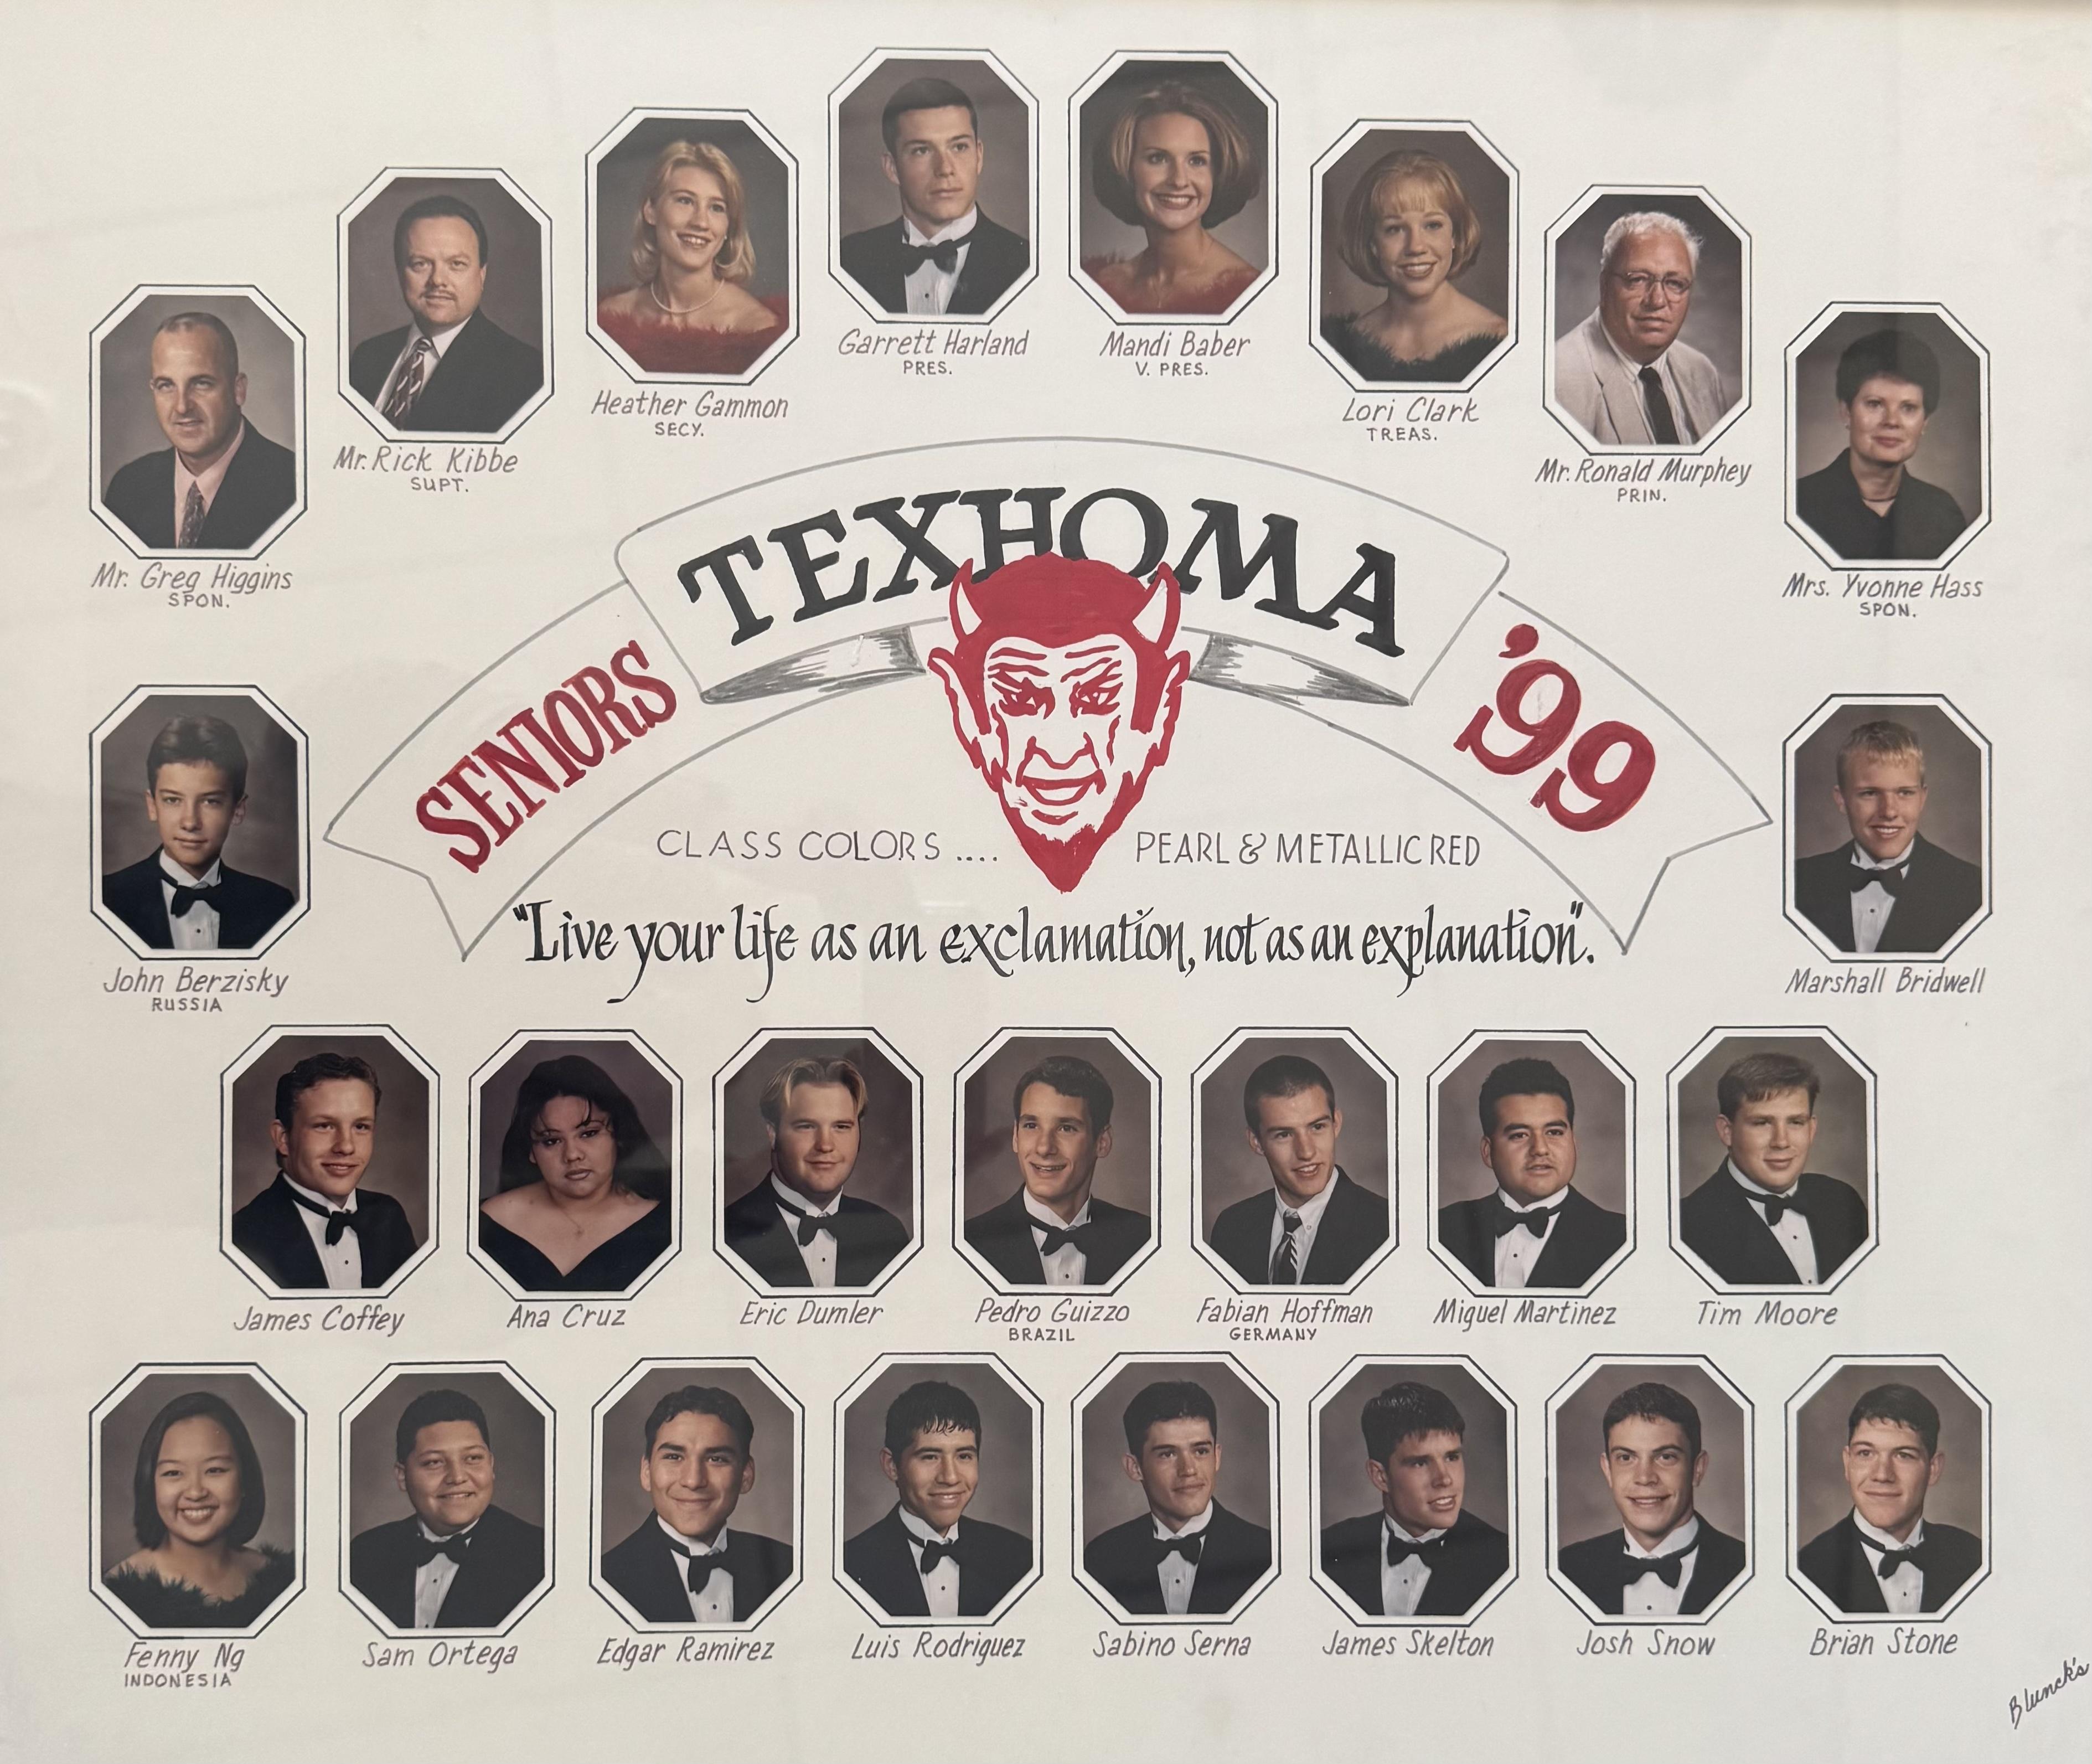 Garrett Harland
PRES.
Mandi Baber
V. PRES.
Heather Gammon
SECY.
Lori Clark
TREAS.
Mr. Rick Kibbe
SUPT.
Mr. Ronald Murphey
PRIN.
Mr. Greg Higgins
SPON.
Mrs. Yvonne Hass
SPON.
SENIORS TEXHOMA '99
CLASS COLORS .... PEARL & METALLIC RED
"Live your life as an exclamation, not as an explanation".
John Berzisky
RUSSIA
Marshall Bridwell
James Coffey
Ana Cruz
Eric Dumler
Pedro Guizzo
BRAZIL
Fabian Hoffman
GERMANY
Miguel Martinez
Tim Moore
Fenny Ng
INDONESIA
Sam Ortega
Edgar Ramirez
Luis Rodriguez
Sabino Serna
James Skelton
Josh Snow
Brian Stone
Blunck's